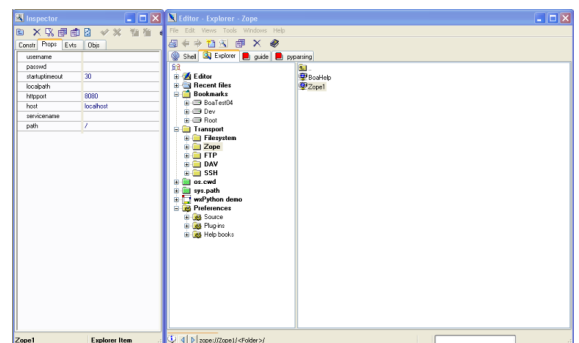 Inspector
Constr Props Evts Objs
username
passwd
startuptimeout 30
localpath
httpport 8080
host localhost
servicename
path /
Zope1 Explorer Item
Editor - Explorer - Zope
File Edit Views Tools Windows Help
Shell Explorer guide pyparsing
Editor
Recent files
Bookmarks
BoaTest04
Dev
Root
Transport
Filesystem
Zope
FTP
DAV
SSH
os.cwd
sys.path
wxPython demo
Preferences
Source
Plug-ins
Help books
..
BoaHelp
Zope1
zope://Zope1/<Folder>/